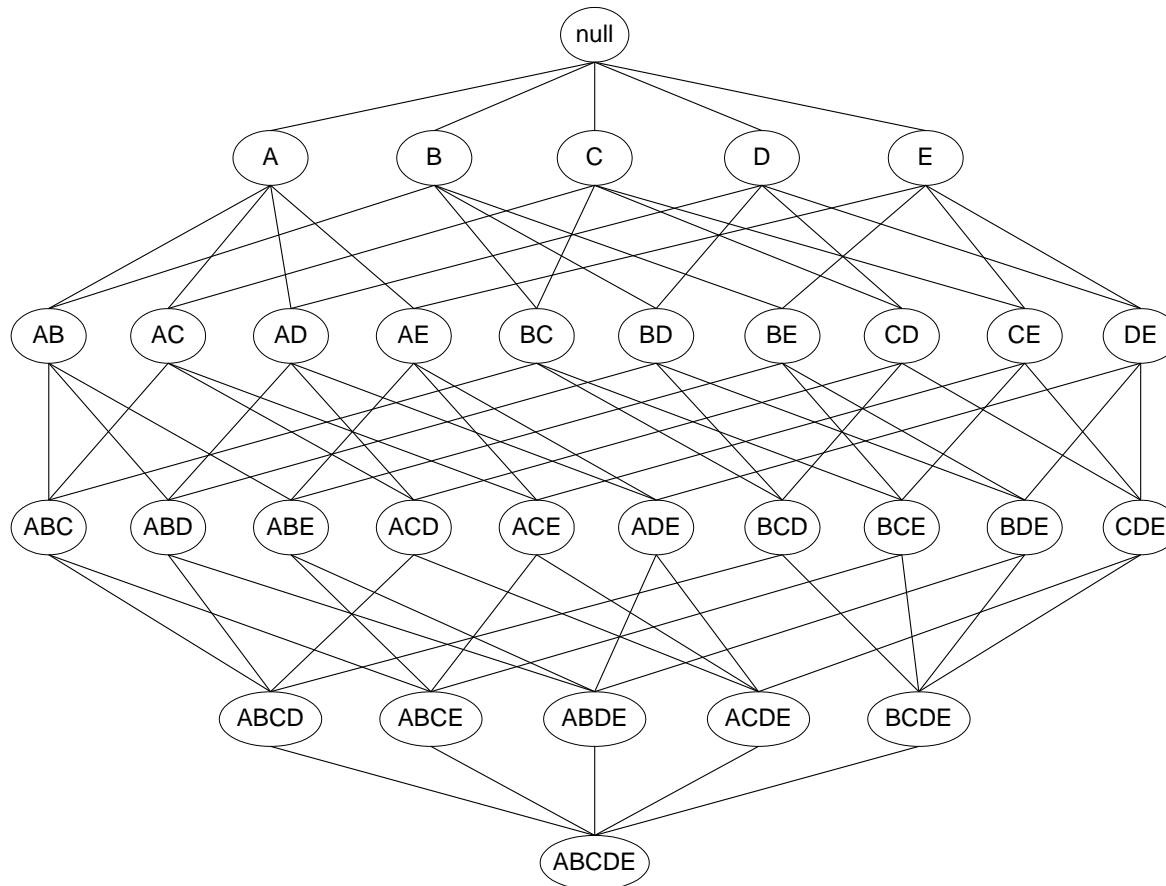 null
A B C D E
AB AC AD AE BC BD BE CD CE DE
ABC ABD ABE ACD ACE ADE BCD BCE BDE CDE
ABCD ABCE ABDE ACDE BCDE
ABCDE